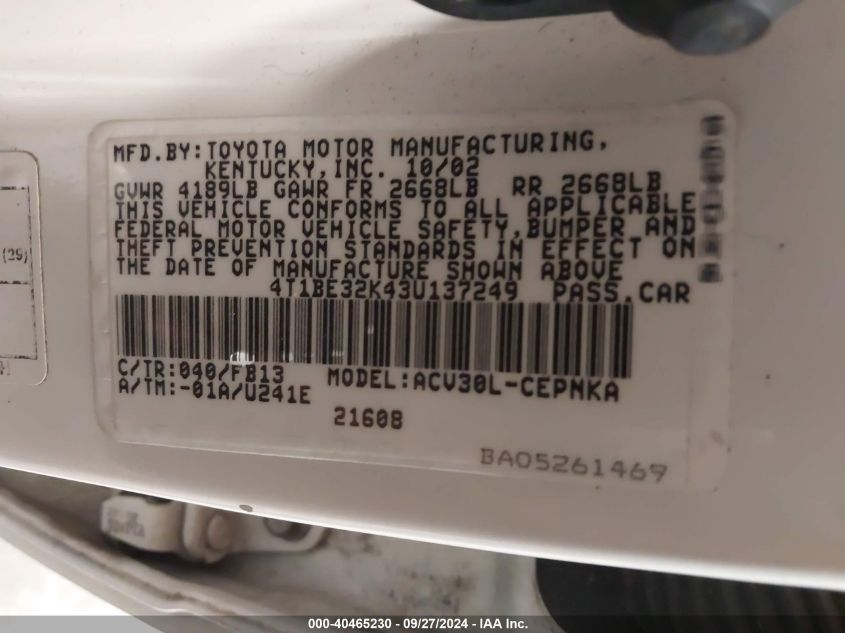 MFD.BY:TOYOTA MOTOR MANUFACTURING,
KENTUCKY,INC. 10/02
GVWR 4189LB GAWR FR 2668LB RR 2668LB
THIS VEHICLE CONFORMS TO ALL APPLICABLE
FEDERAL MOTOR VEHICLE SAFETY,BUMPER AND
THEFT PREVENTION STANDARDS IN EFFECT ON
THE DATE OF MANUFACTURE SHOWN ABOVE
4T1BE32K43U137249 PASS.CAR
C/TR:040/FB13 MODEL:ACV30L-CEPNKA
A/TM:-01A/U241E
21608
BA05261469
(29)
000-40465230 - 09/27/2024 - IAA Inc.